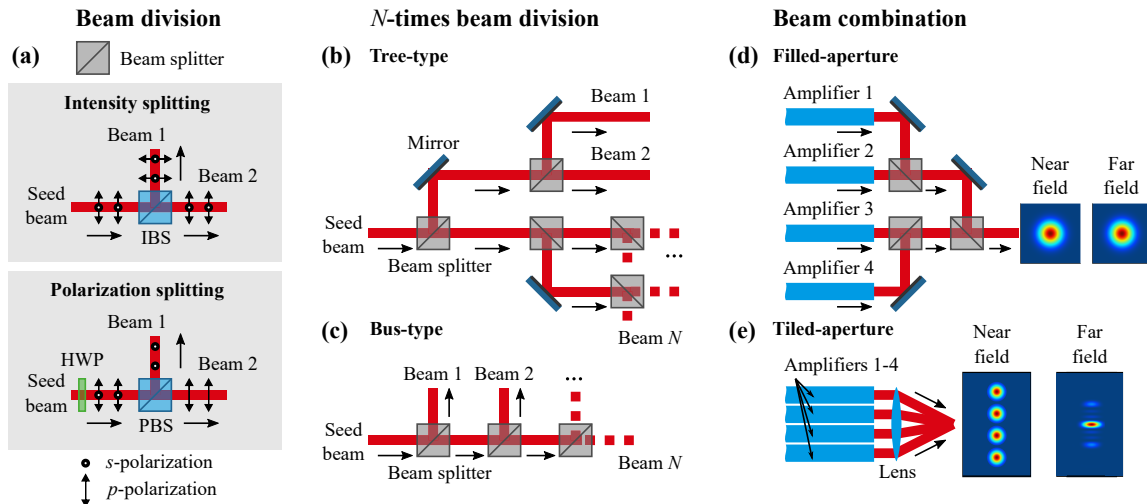 Beam division
(a)
Beam splitter
Intensity splitting
Beam 1
Beam 2
Seed
beam
IBS
Polarization splitting
Beam 1
HWP
Beam 2
Seed
beam
PBS
s-polarization
p-polarization
N-times beam division
(b) Tree-type
Beam 1
Mirror
Beam 2
Seed
beam
Beam splitter
...
Beam N
(c) Bus-type
Beam 1
Beam 2
...
Seed
beam
Beam splitter
Beam N
Beam combination
(d) Filled-aperture
Amplifier 1
Amplifier 2
Amplifier 3
Amplifier 4
Near
field
Far
field
(e) Tiled-aperture
Amplifiers 1-4
Lens
Near
field
Far
field